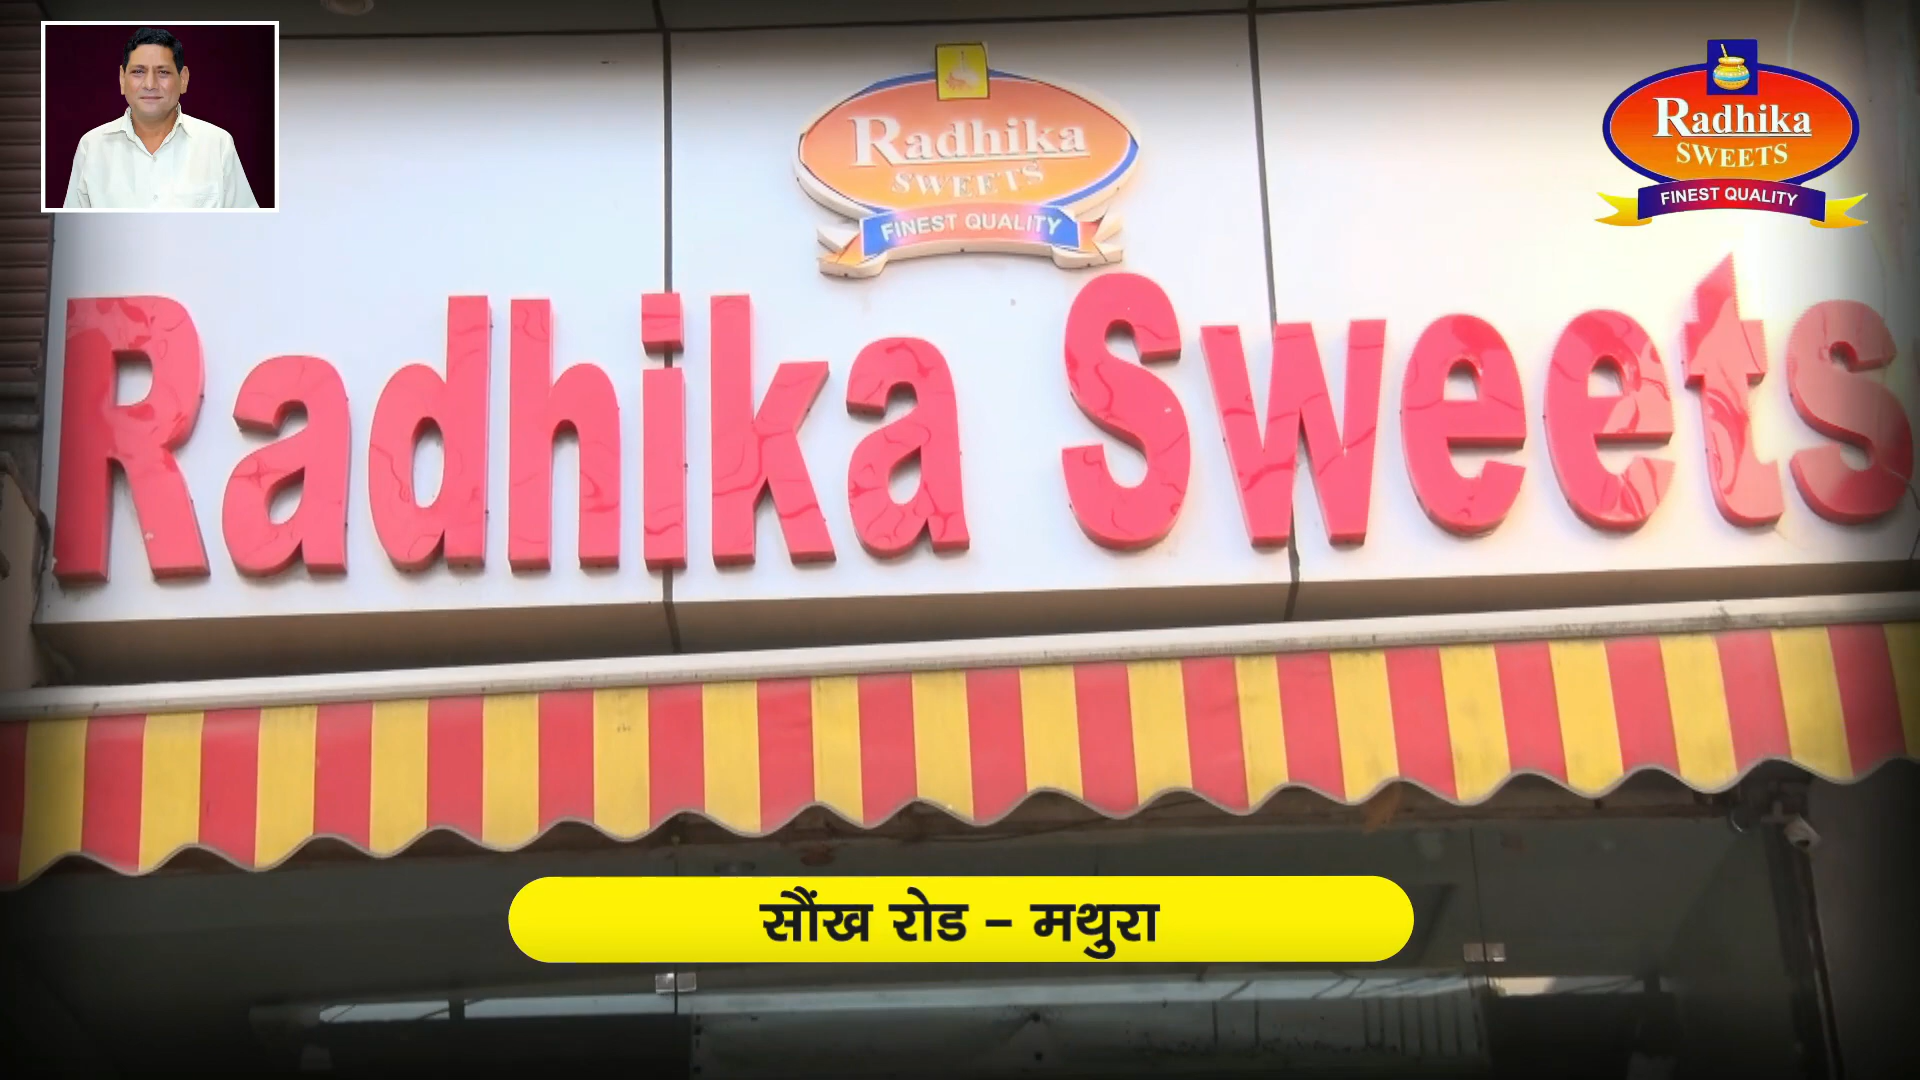 Radhika
SWEETS
FINEST QUALITY
Radhika
SWEETS
FINEST QUALITY
Radhika Sweets
सौंख रोड - मथुरा